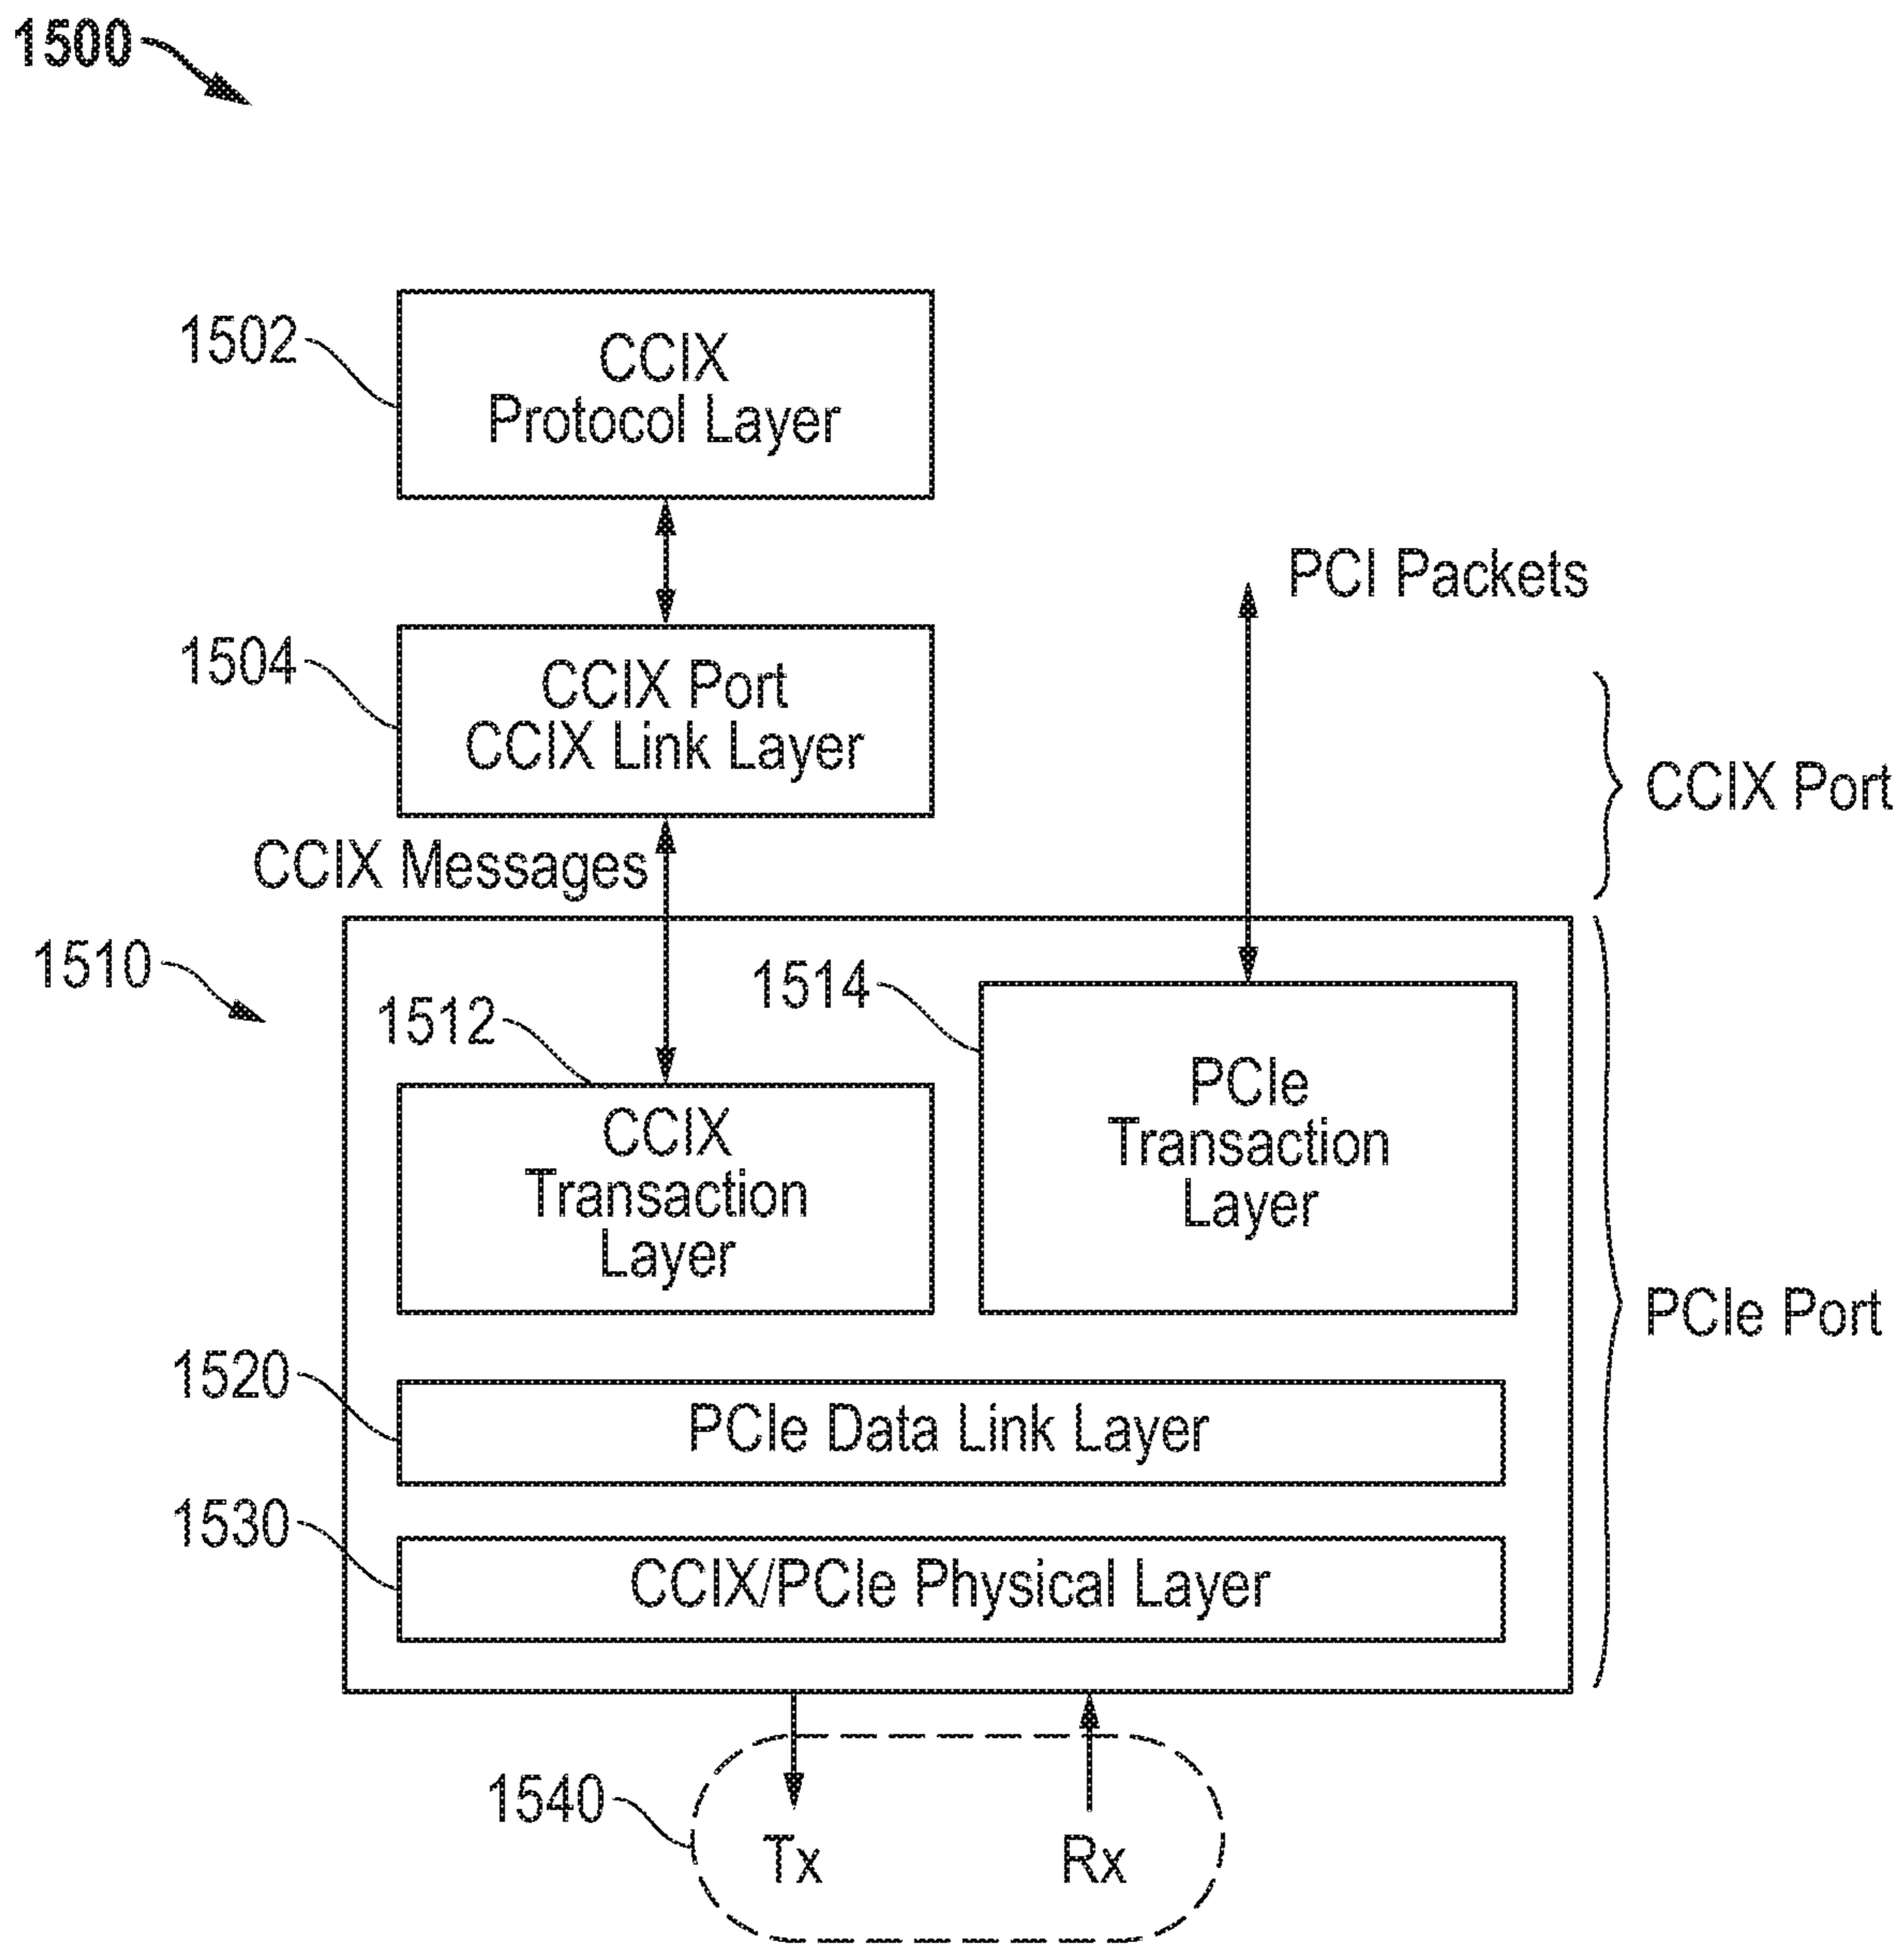 1500
1502
CCIX
Protocol Layer
PCI Packets
1504
CCIX Port
CCIX Link Layer
CCIX Port
CCIX Messages
1510
1512
1514
CCIX
Transaction
Layer
PCIe
Transaction
Layer
PCIe Port
1520
PCIe Data Link Layer
1530
CCIX/PCIe Physical Layer
1540
Tx
Rx